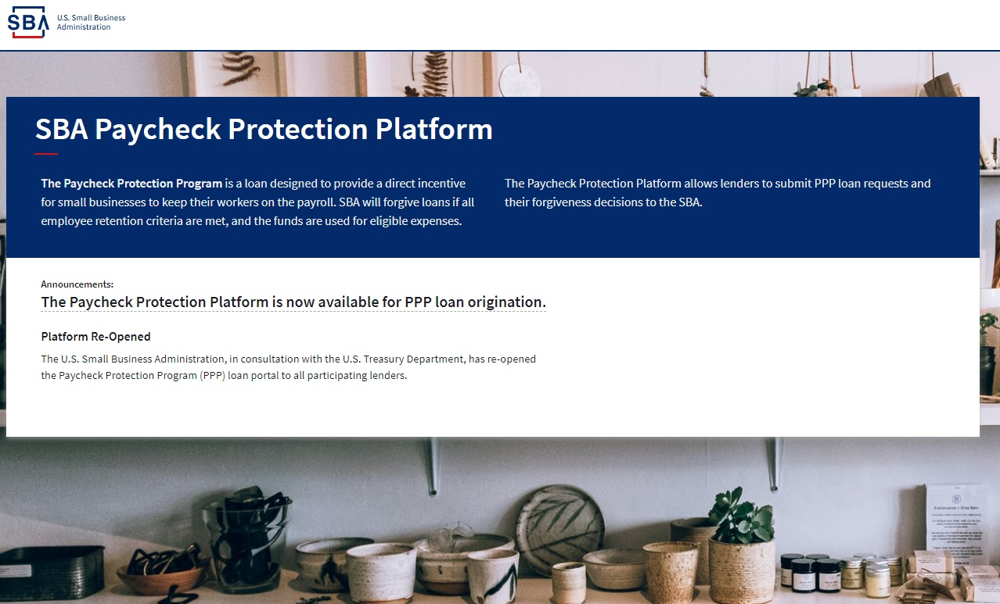 SBA
U.S. Small Business
Administration
SBA Paycheck Protection Platform
The Paycheck Protection Program is a loan designed to provide a direct incentive
for small businesses to keep their workers on the payroll. SBA will forgive loans if all
employee retention criteria are met, and the funds are used for eligible expenses.
The Paycheck Protection Platform allows lenders to submit PPP loan requests and
their forgiveness decisions to the SBA.
Announcements:
The Paycheck Protection Platform is now available for PPP loan origination.
Platform Re-Opened
The U.S. Small Business Administration, in consultation with the U.S. Treasury Department, has re-opened
the Paycheck Protection Program (PPP) loan portal to all participating lenders.
Frankincense + Shea Balm